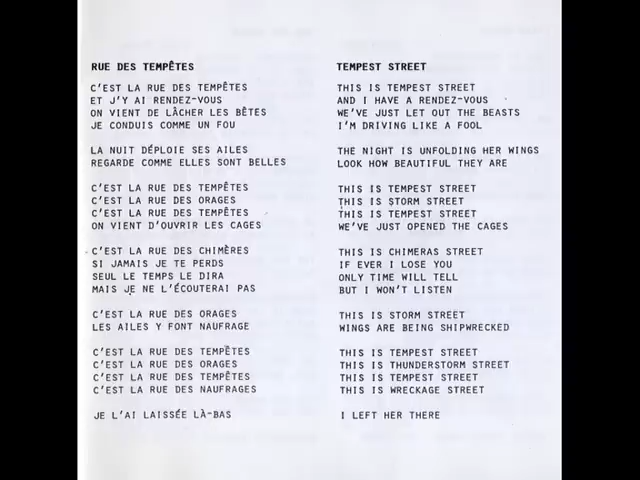 RUE DES TEMPÊTES
C'EST LA RUE DES TEMPÊTES
ET J'Y AI RENDEZ-VOUS
ON VIENT DE LÂCHER LES BÊTES
JE CONDUIS COMME UN FOU
LA NUIT DÉPLOIE SES AILES
REGARDE COMME ELLES SONT BELLES
C'EST LA RUE DES TEMPÊTES
C'EST LA RUE DES ORAGES
C'EST LA RUE DES TEMPÊTES
ON VIENT D'OUVRIR LES CAGES
C'EST LA RUE DES CHIMÈRES
SI JAMAIS JE TE PERDS
SEUL LE TEMPS LE DIRA
MAIS JE NE L'ÉCOUTERAI PAS
C'EST LA RUE DES ORAGES
LES AILES Y FONT NAUFRAGE
C'EST LA RUE DES TEMPÊTES
C'EST LA RUE DES ORAGES
C'EST LA RUE DES TEMPÊTES
C'EST LA RUE DES NAUFRAGES
JE L'AI LAISSÉE LÀ-BAS
TEMPEST STREET
THIS IS TEMPEST STREET
AND I HAVE A RENDEZ-VOUS
WE'VE JUST LET OUT THE BEASTS
I'M DRIVING LIKE A FOOL
THE NIGHT IS UNFOLDING HER WINGS
LOOK HOW BEAUTIFUL THEY ARE
THIS IS TEMPEST STREET
THIS IS STORM STREET
THIS IS TEMPEST STREET
WE'VE JUST OPENED THE CAGES
THIS IS CHIMERAS STREET
IF EVER I LOSE YOU
ONLY TIME WILL TELL
BUT I WON'T LISTEN
THIS IS STORM STREET
WINGS ARE BEING SHIPWRECKED
THIS IS TEMPEST STREET
THIS IS THUNDERSTORM STREET
THIS IS TEMPEST STREET
THIS IS WRECKAGE STREET
I LEFT HER THERE